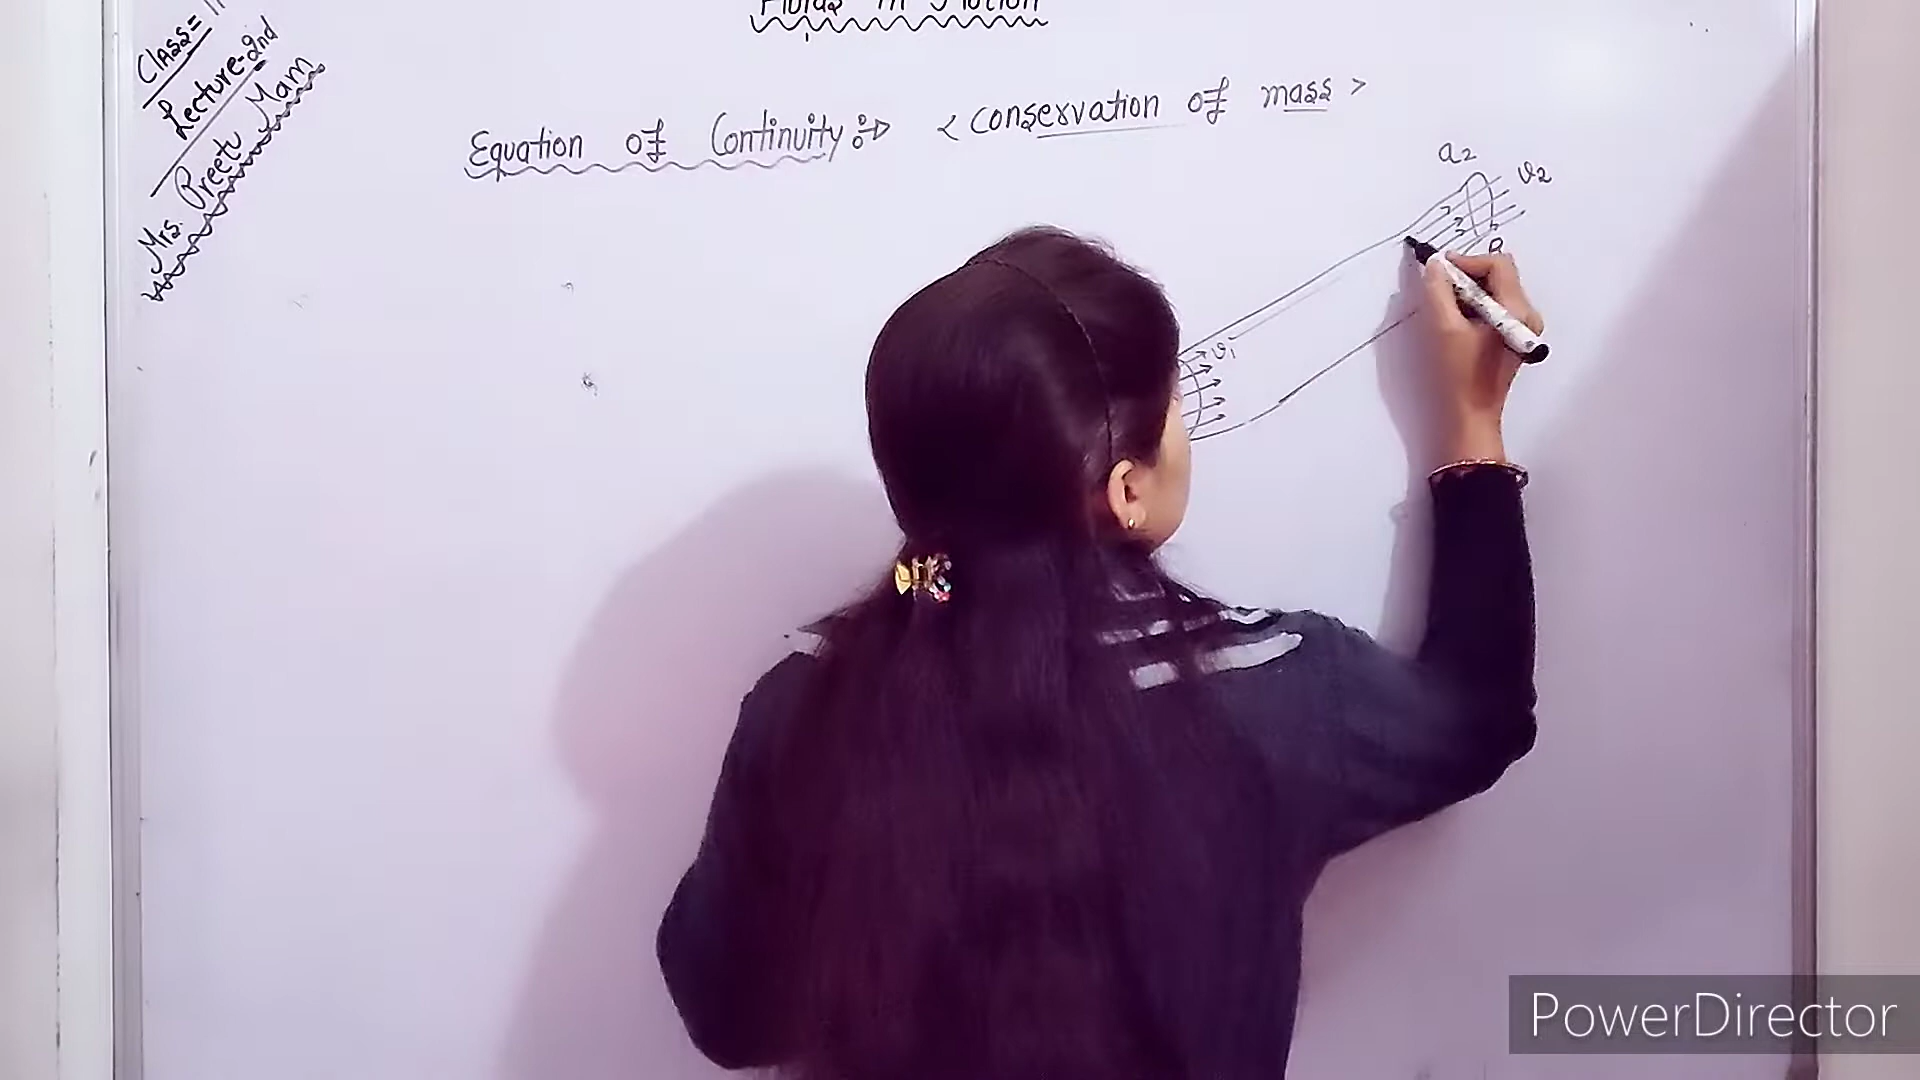 Fluids in Motion
Class = 11
Lecture-2nd
Mrs. Preetu Mam
Equation of Continuity :⇒ < conservation of mass >
a2
v2
v1
PowerDirector